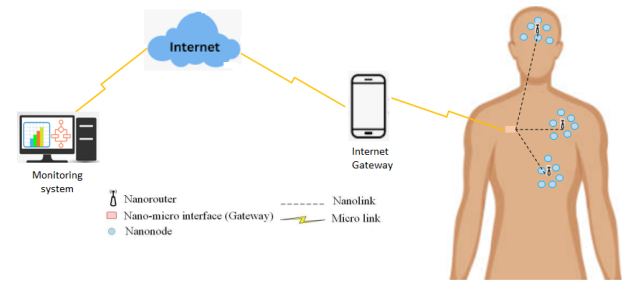 Internet
Internet
Gateway
Monitoring
system
Nanorouter
Nano-micro interface (Gateway)
Nanonode
Nanolink
Micro link